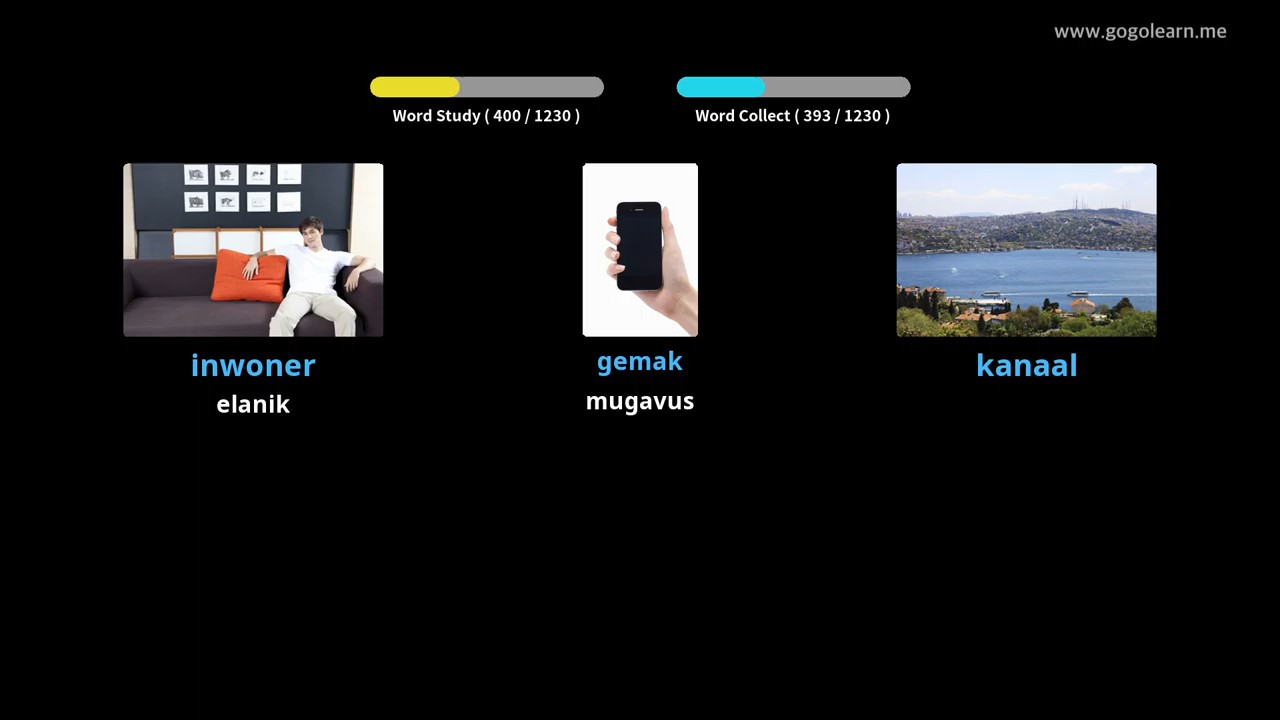 www.gogolearn.me
Word Study ( 400 / 1230 )
Word Collect ( 393 / 1230 )
inwoner
elanik
gemak
mugavus
kanaal